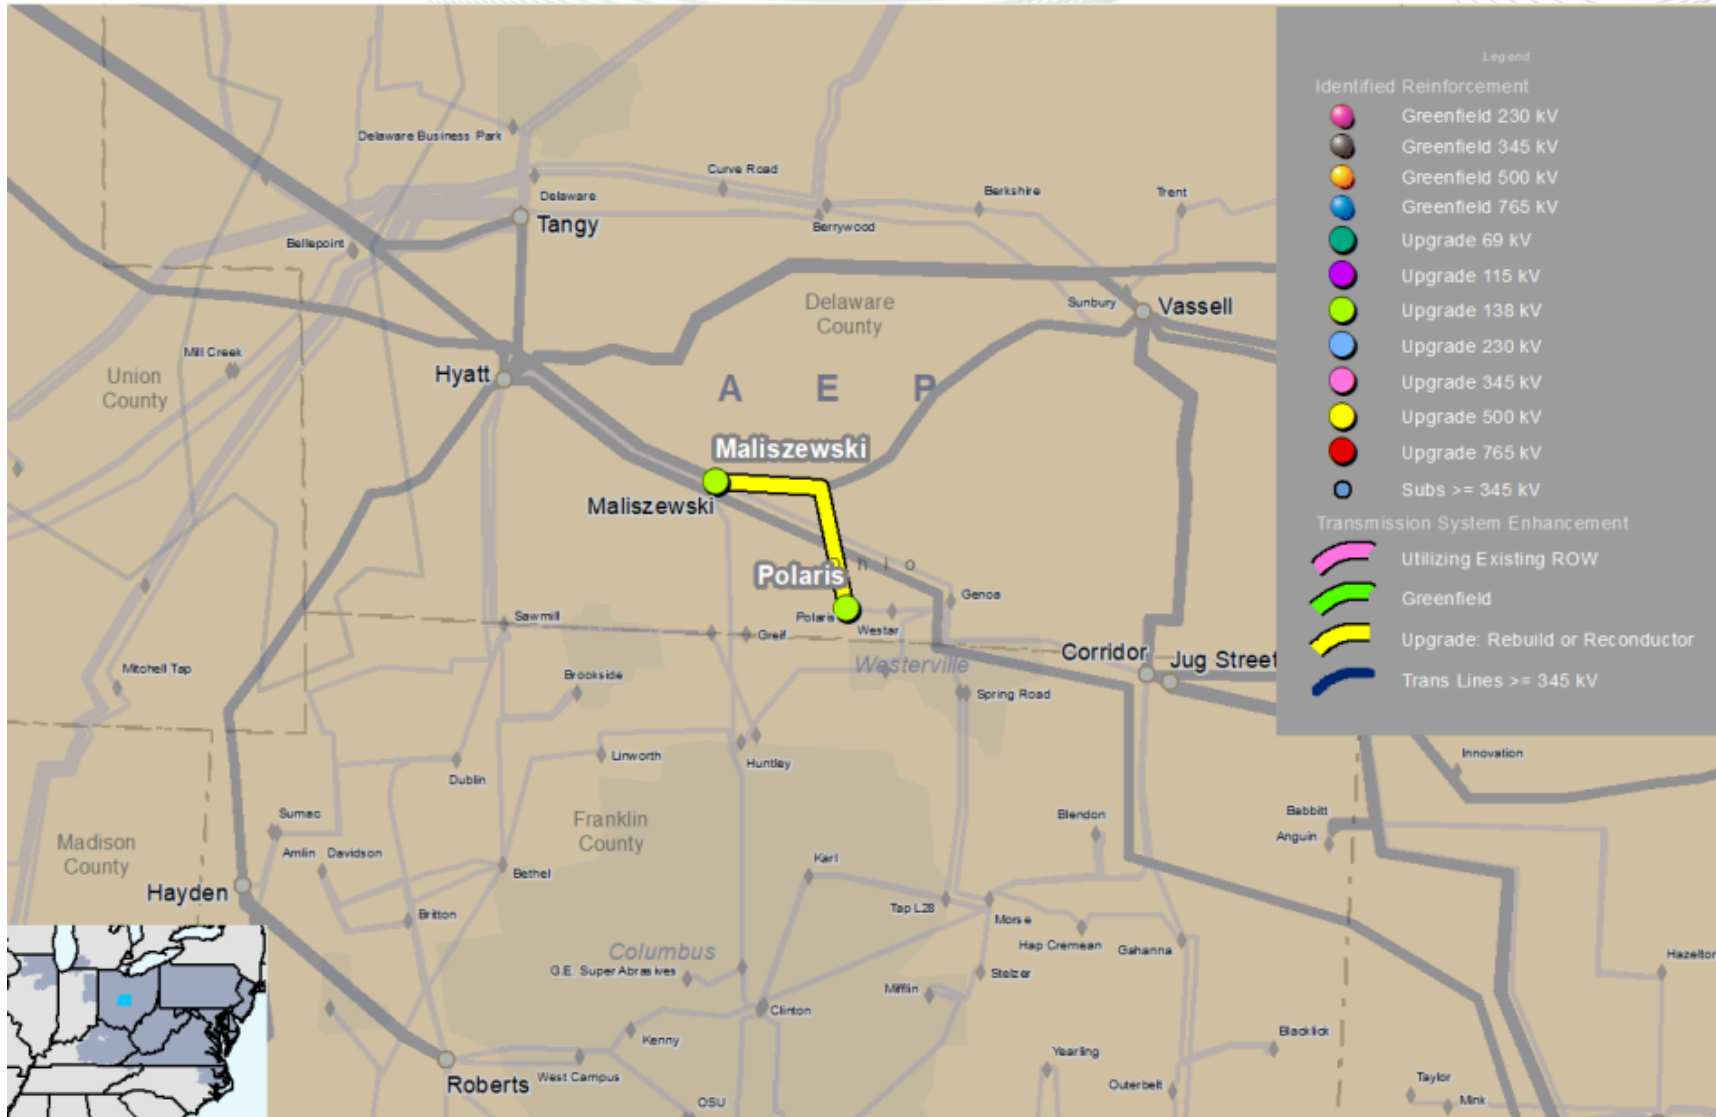 Legend
Identified Reinforcement
Greenfield 230 kV
Greenfield 345 kV
Greenfield 500 kV
Greenfield 765 kV
Upgrade 69 kV
Upgrade 115 kV
Upgrade 138 kV
Upgrade 230 kV
Upgrade 345 kV
Upgrade 500 kV
Upgrade 765 kV
Subs >= 345 kV
Transmission System Enhancement
Utilizing Existing ROW
Greenfield
Upgrade: Rebuild or Reconductor
Trans Lines >= 345 kV
Delaware Business Park
Curve Road
Delaware
Berkshire
Trent
Tangy
Berrywood
Bellepoint
Delaware
County
Sunbury
Vassell
Mill Creek
Union
County
Hyatt
A E P
Maliszewski
Maliszewski
Polaris
h i o
Genoa
Polaris
Westar
Sawmill
Greif
Corridor
Jug Street
Westerville
Mitchell Tap
Brookside
Spring Road
Linworth
Huntley
Dublin
Innovation
Sumac
Franklin
County
Blendon
Babbitt
Anguin
Madison
County
Amlin
Davidson
Karl
Bethel
Hayden
Britton
Tap L28
Morse
Hap Cremean
Gahanna
Columbus
G.E. Super Abrasives
Stelzer
Hazelton
Mifflin
Clinton
Kenny
Blacklick
Yearling
Roberts
West Campus
Outerbelt
Taylor
OSU
Mink